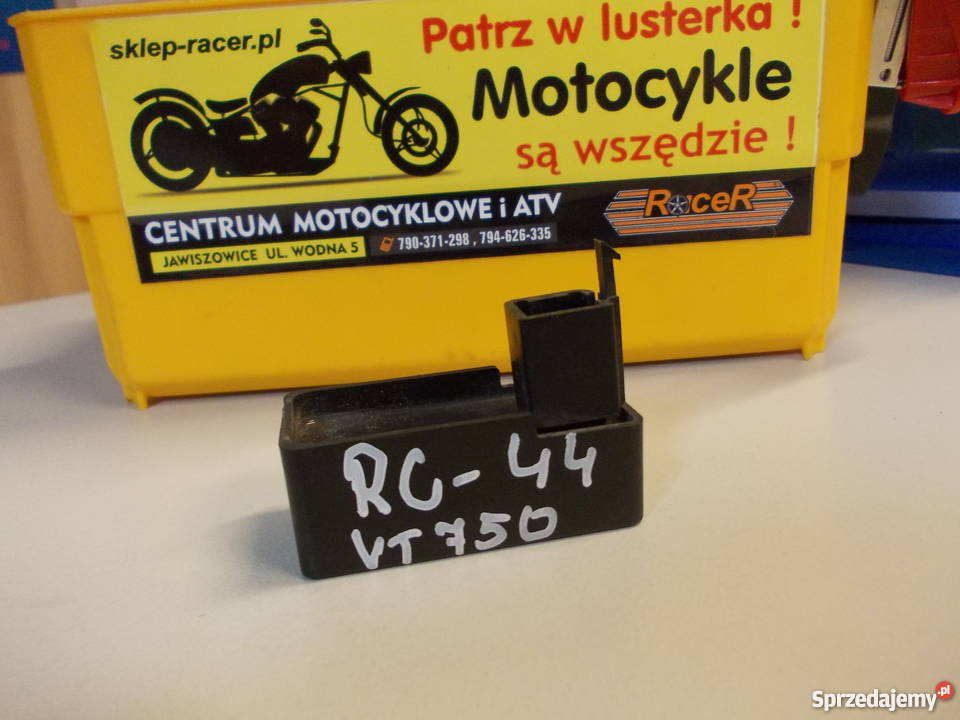 sklep-racer.pl
Patrz w lusterka !
Motocykle
są wszędzie !
CENTRUM MOTOCYKLOWE i ATV
JAWISZOWICE UL. WODNA 5
790-371-298 , 794-626-335
RaceR
RC-44
VT750
Sprzedajemy.pl